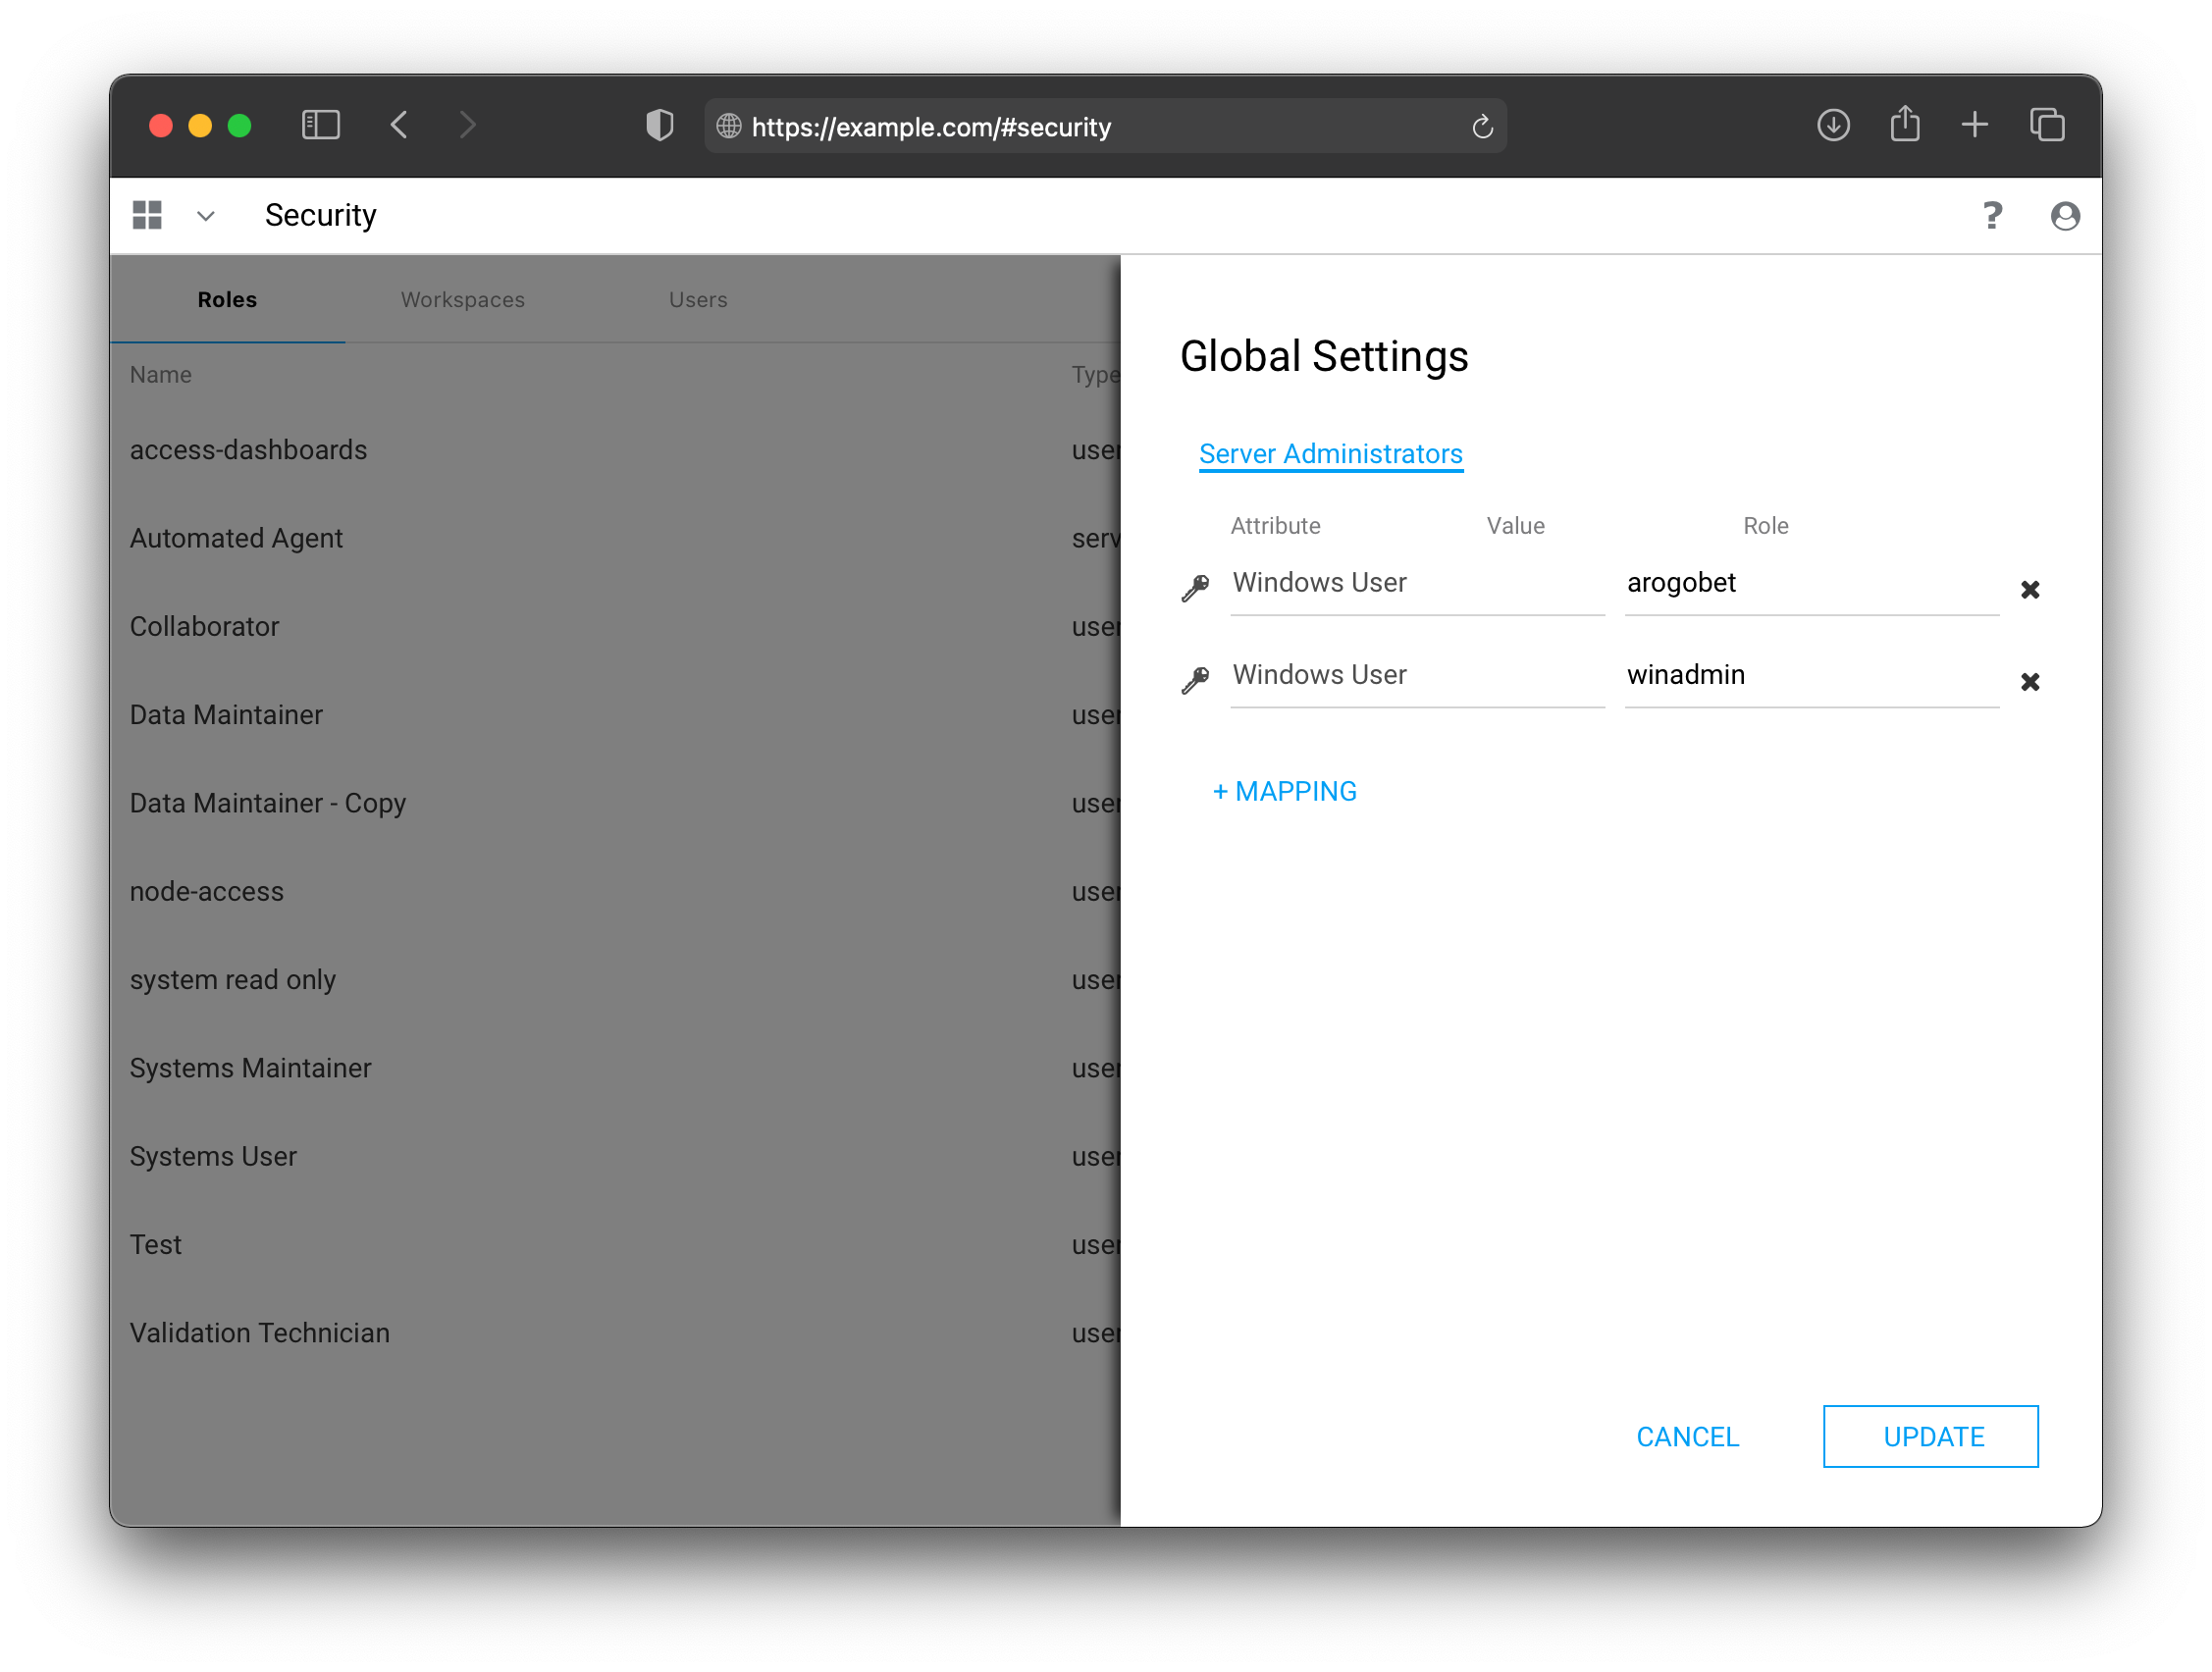 https://example.com/#security
Security
?
Roles Workspaces Users
Name Type
access-dashboards user
Automated Agent serv
Collaborator user
Data Maintainer user
Data Maintainer - Copy user
node-access user
system read only user
Systems Maintainer user
Systems User user
Test user
Validation Technician user
Global Settings
Server Administrators
Attribute Value Role
Windows User arogobet
Windows User winadmin
+ MAPPING
CANCEL UPDATE